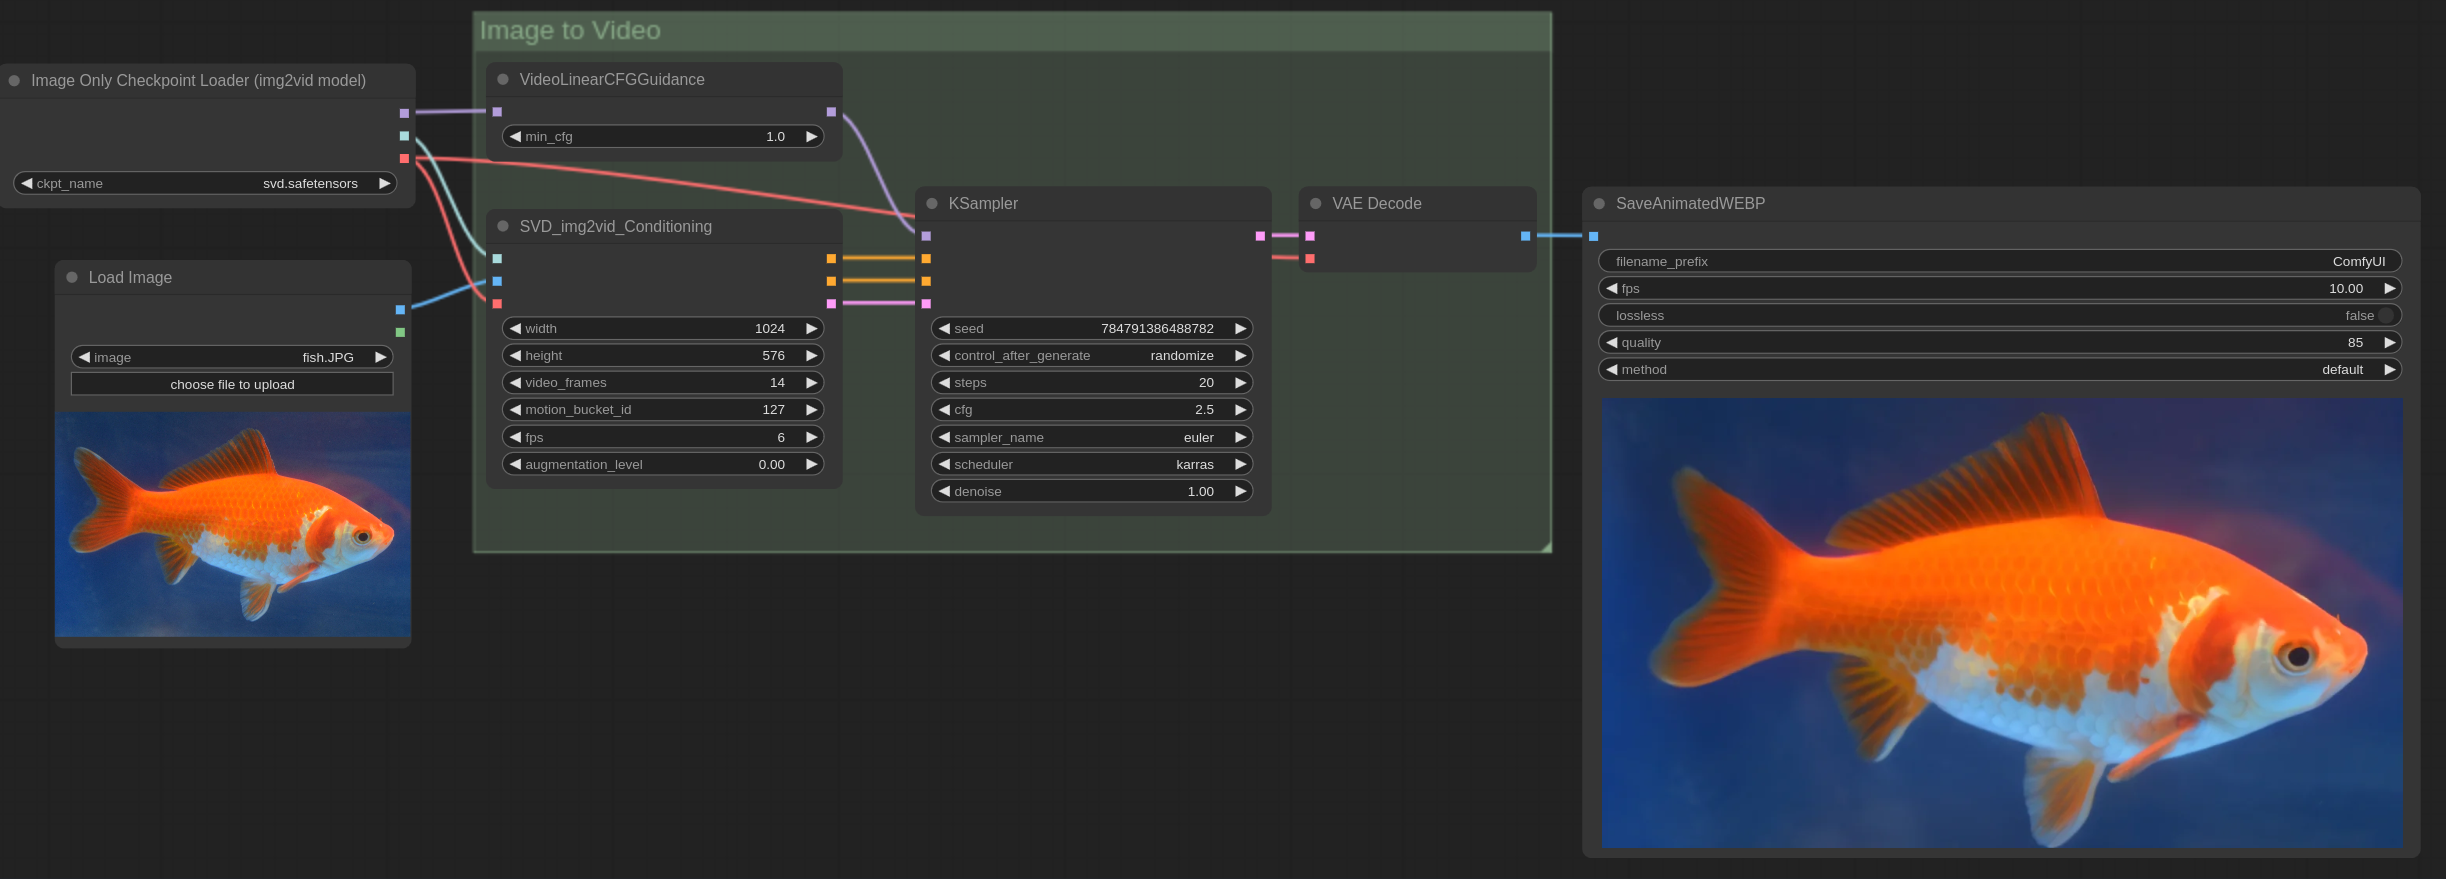 Image to Video
Image Only Checkpoint Loader (img2vid model)
ckpt_name svd.safetensors
Load Image
image fish.JPG
choose file to upload
VideoLinearCFGGuidance
min_cfg 1.0
SVD_img2vid_Conditioning
width 1024
height 576
video_frames 14
motion_bucket_id 127
fps 6
augmentation_level 0.00
KSampler
seed 784791386488782
control_after_generate randomize
steps 20
cfg 2.5
sampler_name euler
scheduler karras
denoise 1.00
VAE Decode
SaveAnimatedWEBP
filename_prefix ComfyUI
fps 10.00
lossless false
quality 85
method default